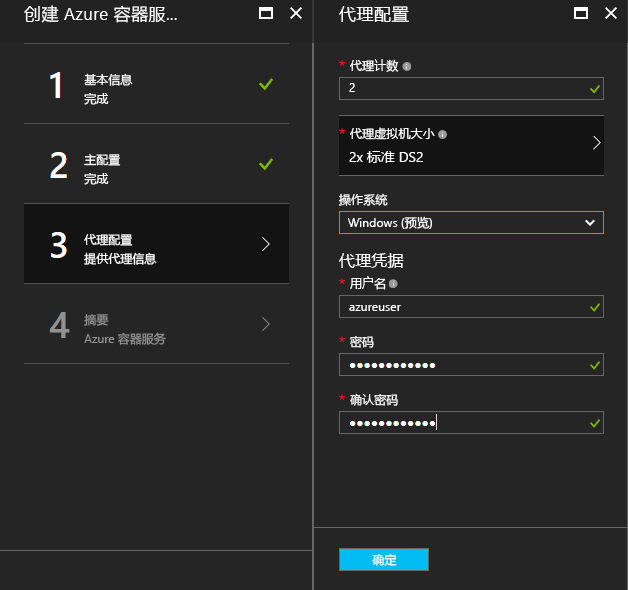 创建 Azure 容器服...
1
基本信息
完成
2
主配置
完成
3
代理配置
提供代理信息
4
摘要
Azure 容器服务
代理配置
* 代理计数
2
* 代理虚拟机大小
2x 标准 DS2
操作系统
Windows (预览)
代理凭据
* 用户名
azureuser
* 密码
●●●●●●●●●●●●
* 确认密码
●●●●●●●●●●●●
确定